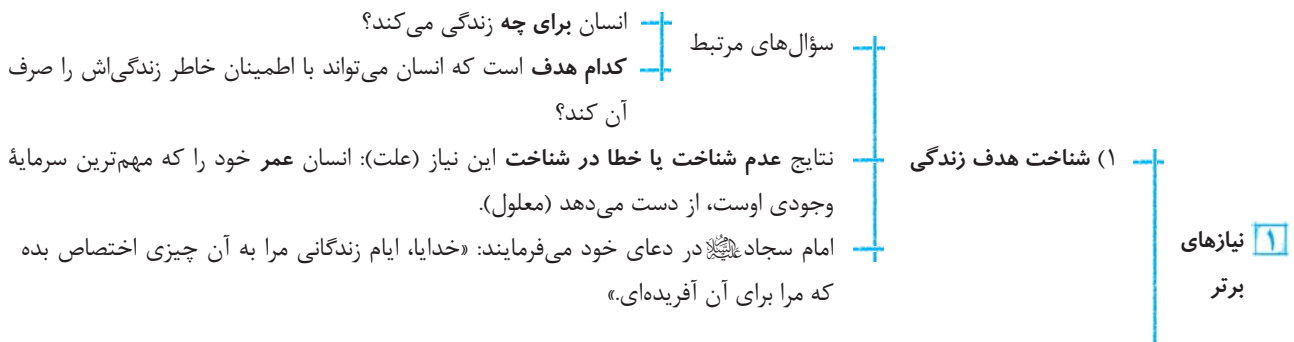 ۱ نیازهای
برتر
۱) شناخت هدف زندگی
سؤال‌های مرتبط
انسان برای چه زندگی می‌کند؟
کدام هدف است که انسان می‌تواند با اطمینان خاطر زندگی‌اش را صرف
آن کند؟
نتایج عدم شناخت یا خطا در شناخت این نیاز (علت): انسان عمر خود را که مهم‌ترین سرمایۀ
وجودی اوست، از دست می‌دهد (معلول).
امام سجاد علیه‌السلام در دعای خود می‌فرمایند: «خدایا، ایام زندگانی مرا به آن چیزی اختصاص بده
که مرا برای آن آفریده‌ای.»